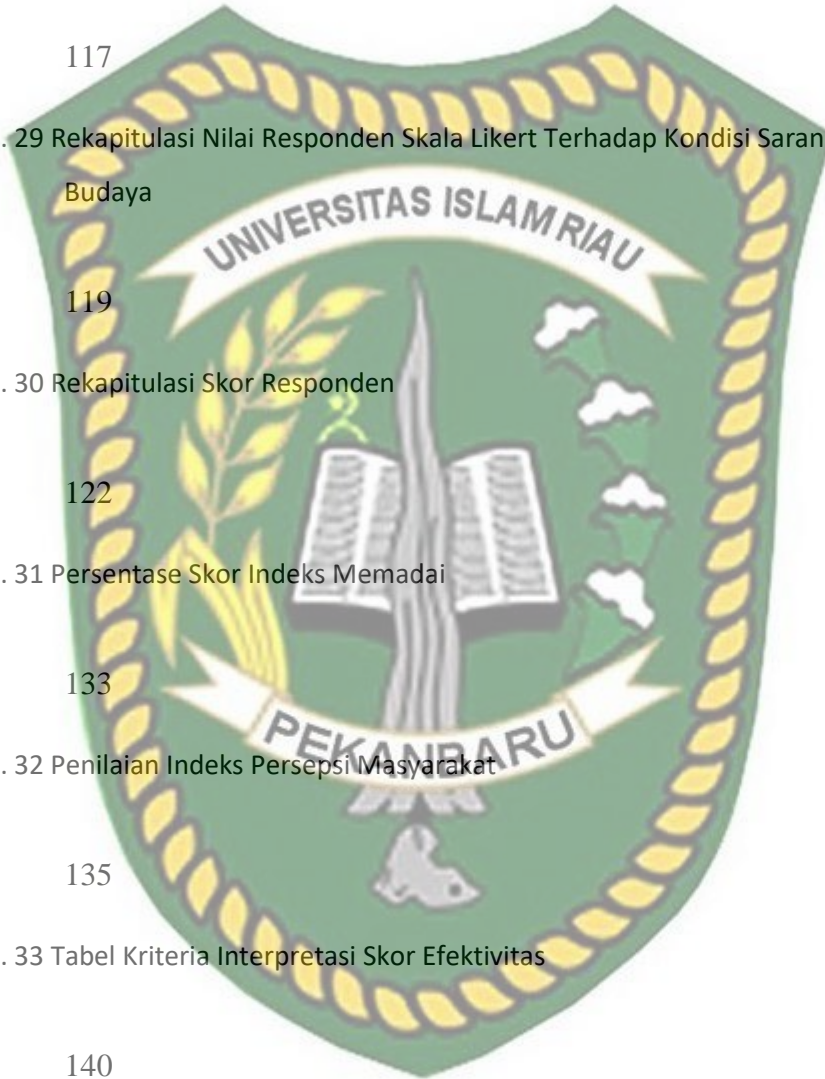 117
. 29 Rekapitulasi Nilai Responden Skala Likert Terhadap Kondisi Saran
Budaya
UNIVERSITAS ISLAM RIAU
119
. 30 Rekapitulasi Skor Responden
122
. 31 Persentase Skor Indeks Memadai
133
PEKANBARU
. 32 Penilaian Indeks Persepsi Masyarakat
135
. 33 Tabel Kriteria Interpretasi Skor Efektivitas
140